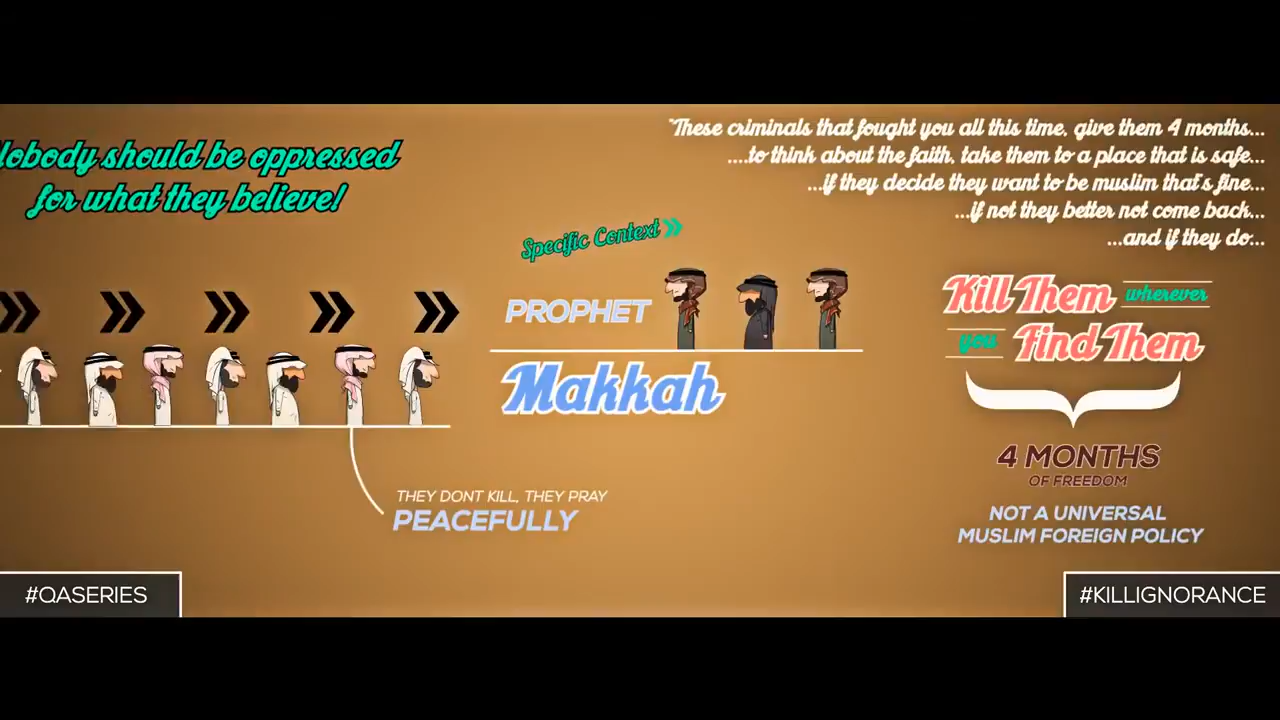 lobody should be oppressed
for what they believe!
"These criminals that fought you all this time, give them 4 months...
....to think about the faith, take them to a place that is safe...
...if they decide they want to be muslim that's fine...
...if not they better not come back...
...and if they do...
Specific Context
PROPHET
Makkah
Kill Them wherever
you Find Them
4 MONTHS
OF FREEDOM
NOT A UNIVERSAL
MUSLIM FOREIGN POLICY
THEY DONT KILL, THEY PRAY
PEACEFULLY
#QASERIES
#KILLIGNORANCE